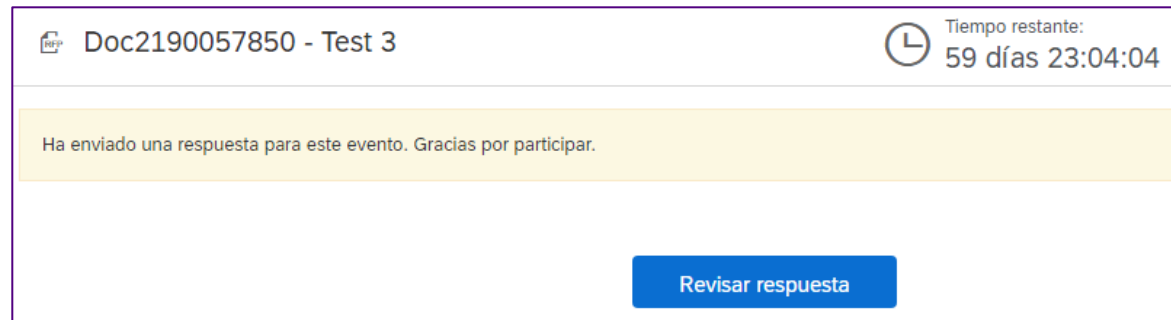 RFP
Doc2190057850 - Test 3
Tiempo restante:
59 días 23:04:04
Ha enviado una respuesta para este evento. Gracias por participar.
Revisar respuesta